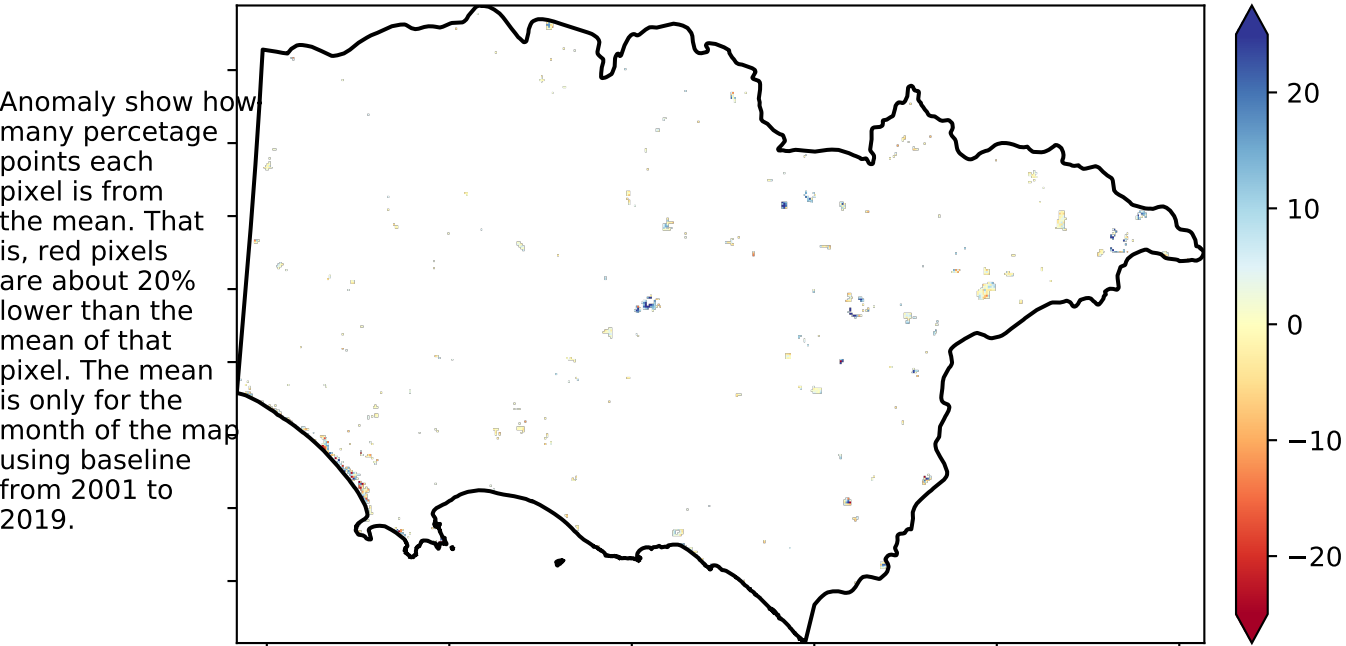 Anomaly show how
many percetage
points each
pixel is from
the mean. That
is, red pixels
are about 20%
lower than the
mean of that
pixel. The mean
is only for the
month of the map
using baseline
from 2001 to
2019.
20
10
0
−10
−20